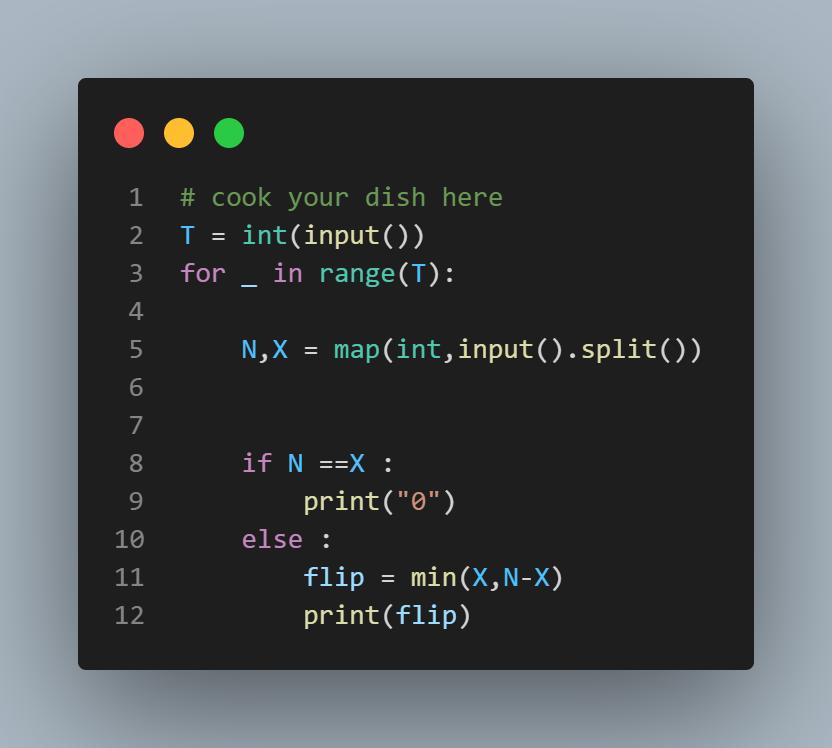 1 # cook your dish here
2 T = int(input())
3 for _ in range(T):
4
5     N,X = map(int,input().split())
6
7
8     if N ==X :
9         print("0")
10     else :
11         flip = min(X,N-X)
12         print(flip)